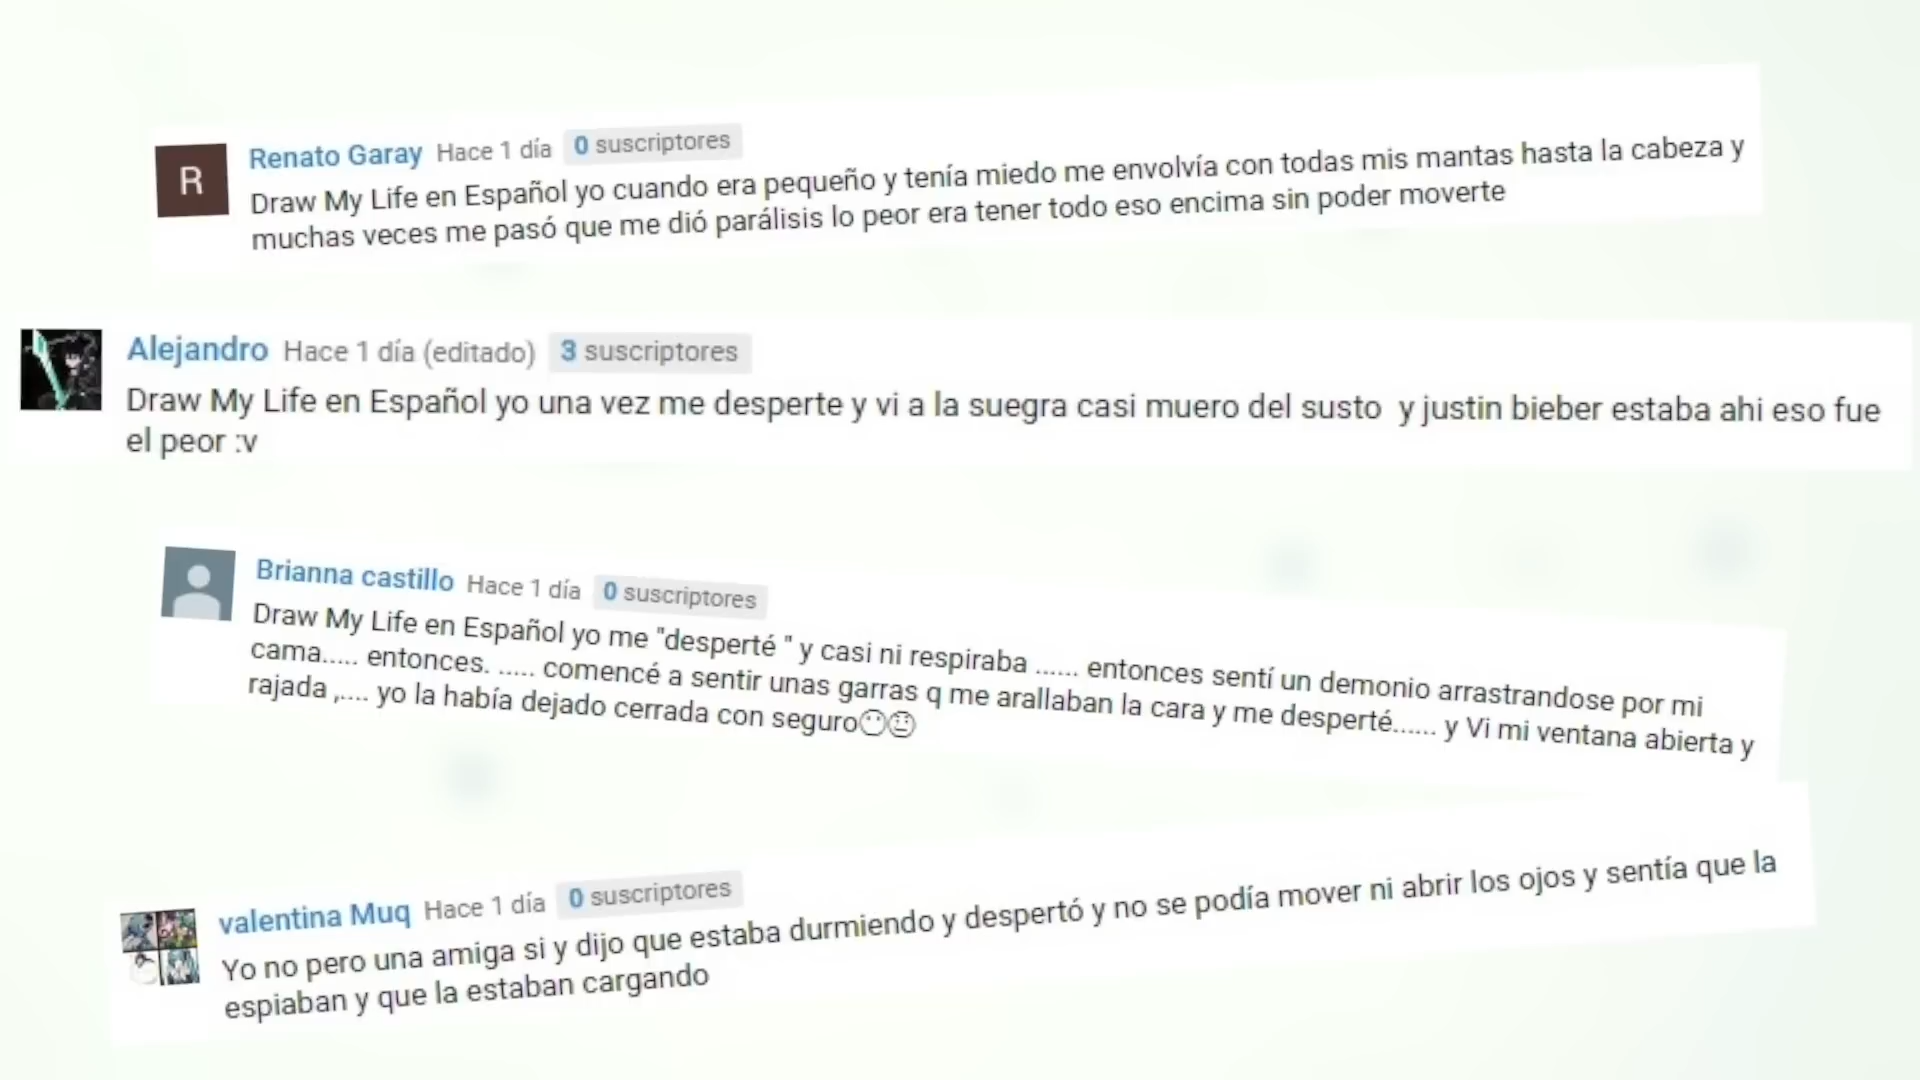 R
Renato Garay Hace 1 día 0 suscriptores
Draw My Life en Español yo cuando era pequeño y tenía miedo me envolvía con todas mis mantas hasta la cabeza y
muchas veces me pasó que me dió parálisis lo peor era tener todo eso encima sin poder moverte
Alejandro Hace 1 día (editado) 3 suscriptores
Draw My Life en Español yo una vez me desperte y vi a la suegra casi muero del susto y justin bieber estaba ahi eso fue
el peor :v
Brianna castillo Hace 1 día 0 suscriptores
Draw My Life en Español yo me "desperté " y casi ni respiraba ...... entonces sentí un demonio arrastrandose por mi
cama..... entonces. ..... comencé a sentir unas garras q me arallaban la cara y me desperté...... y Vi mi ventana abierta y
rajada ,.... yo la había dejado cerrada con seguro😶😐
valentina Muq Hace 1 día 0 suscriptores
Yo no pero una amiga si y dijo que estaba durmiendo y despertó y no se podía mover ni abrir los ojos y sentía que la
espiaban y que la estaban cargando